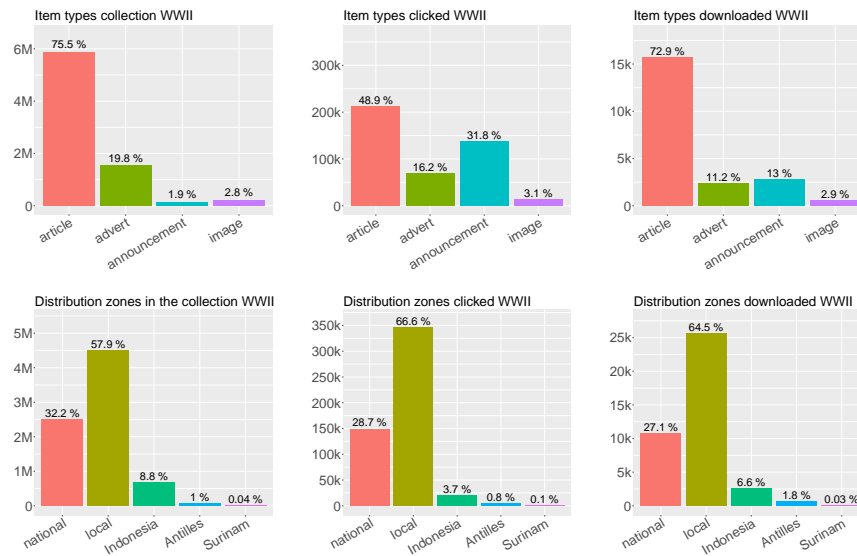 Item types collection WWII
6M
4M
2M
0
75.5 %
19.8 %
1.9 %
2.8 %
article
advert
announcement
image
Item types clicked WWII
300k
200k
100k
0
48.9 %
16.2 %
31.8 %
3.1 %
article
advert
announcement
image
Item types downloaded WWII
15k
10k
5k
0
72.9 %
11.2 %
13 %
2.9 %
article
advert
announcement
image
Distribution zones in the collection WWII
5M
4M
3M
2M
1M
0
32.2 %
57.9 %
8.8 %
1 %
0.04 %
national
local
Indonesia
Antilles
Surinam
Distribution zones clicked WWII
350k
300k
250k
200k
150k
100k
50k
0
28.7 %
66.6 %
3.7 %
0.8 %
0.1 %
national
local
Indonesia
Antilles
Surinam
Distribution zones downloaded WWII
25k
20k
10k
5k
0
27.1 %
64.5 %
6.6 %
1.8 %
0.03 %
national
local
Indonesia
Antilles
Surinam